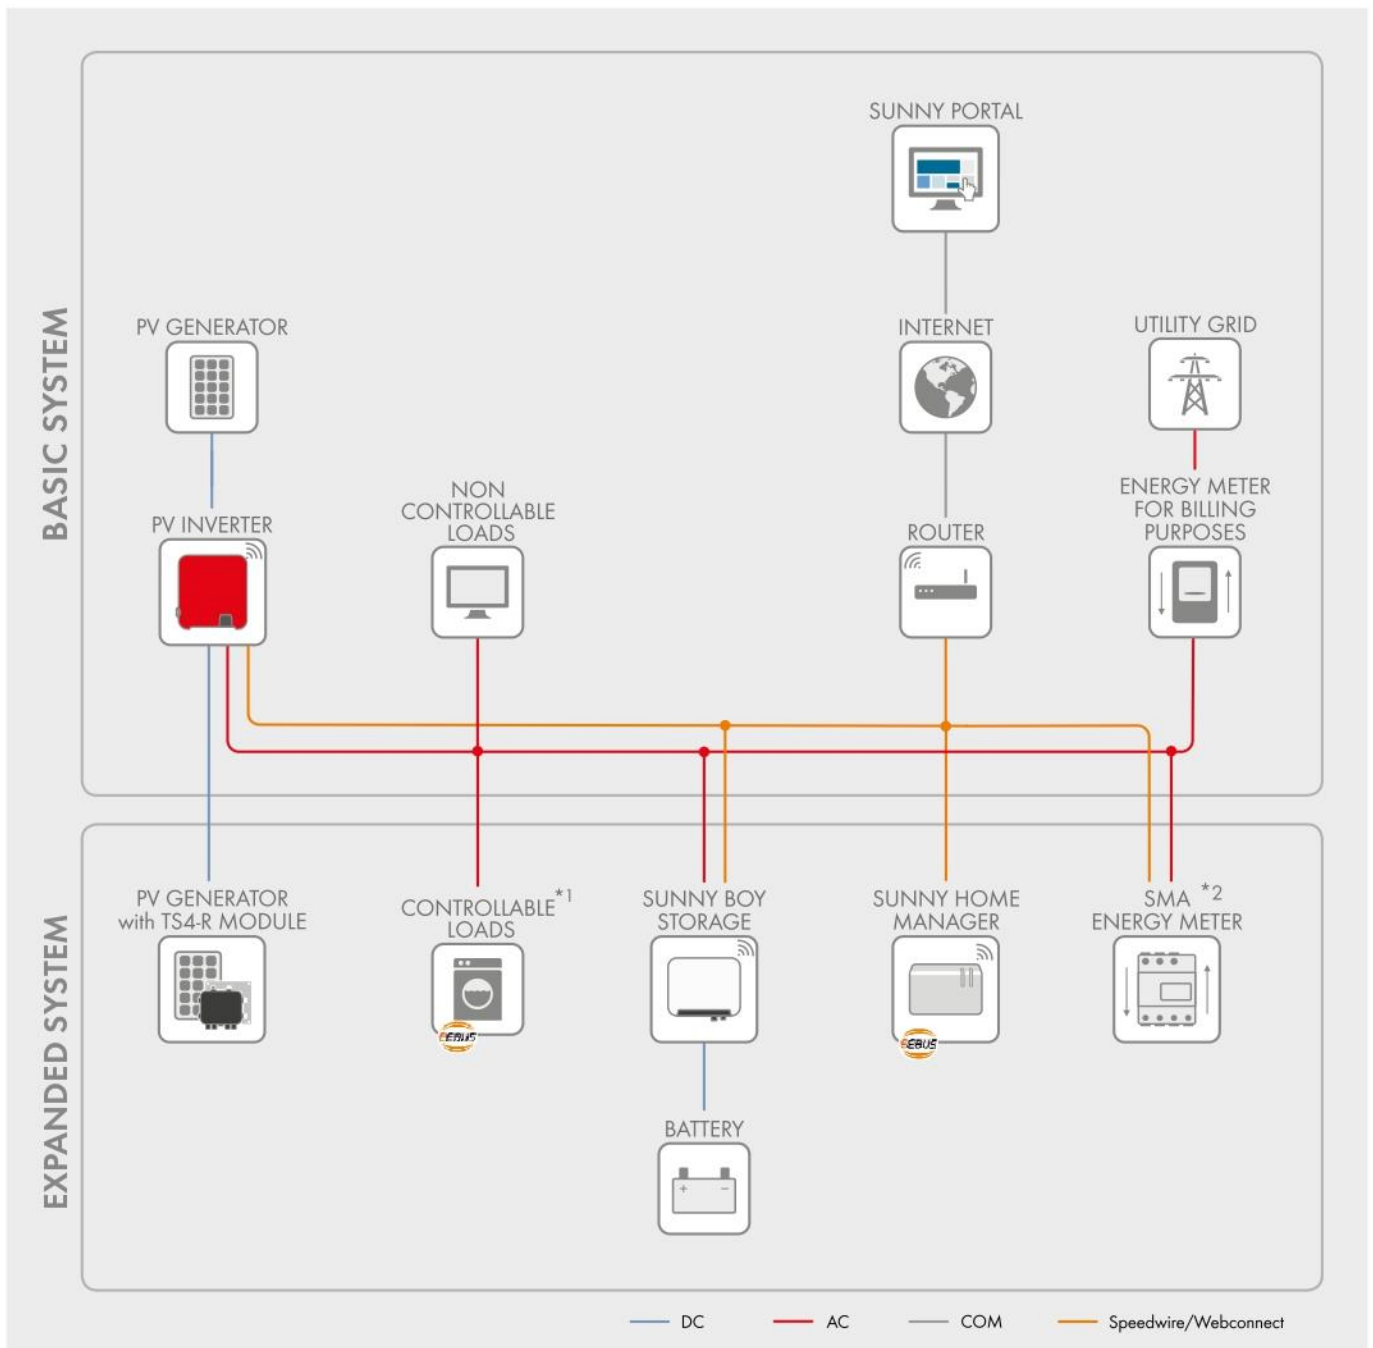 BASIC SYSTEM
SUNNY PORTAL
PV GENERATOR
INTERNET
UTILITY GRID
NON
CONTROLLABLE
LOADS
PV INVERTER
ROUTER
ENERGY METER
FOR BILLING
PURPOSES
EXPANDED SYSTEM
PV GENERATOR
with TS4-R MODULE
CONTROLLABLE*1
LOADS
EEBUS
SUNNY BOY
STORAGE
SUNNY HOME
MANAGER
EEBUS
SMA *2
ENERGY METER
BATTERY
+ −
DC
AC
COM
Speedwire/Webconnect